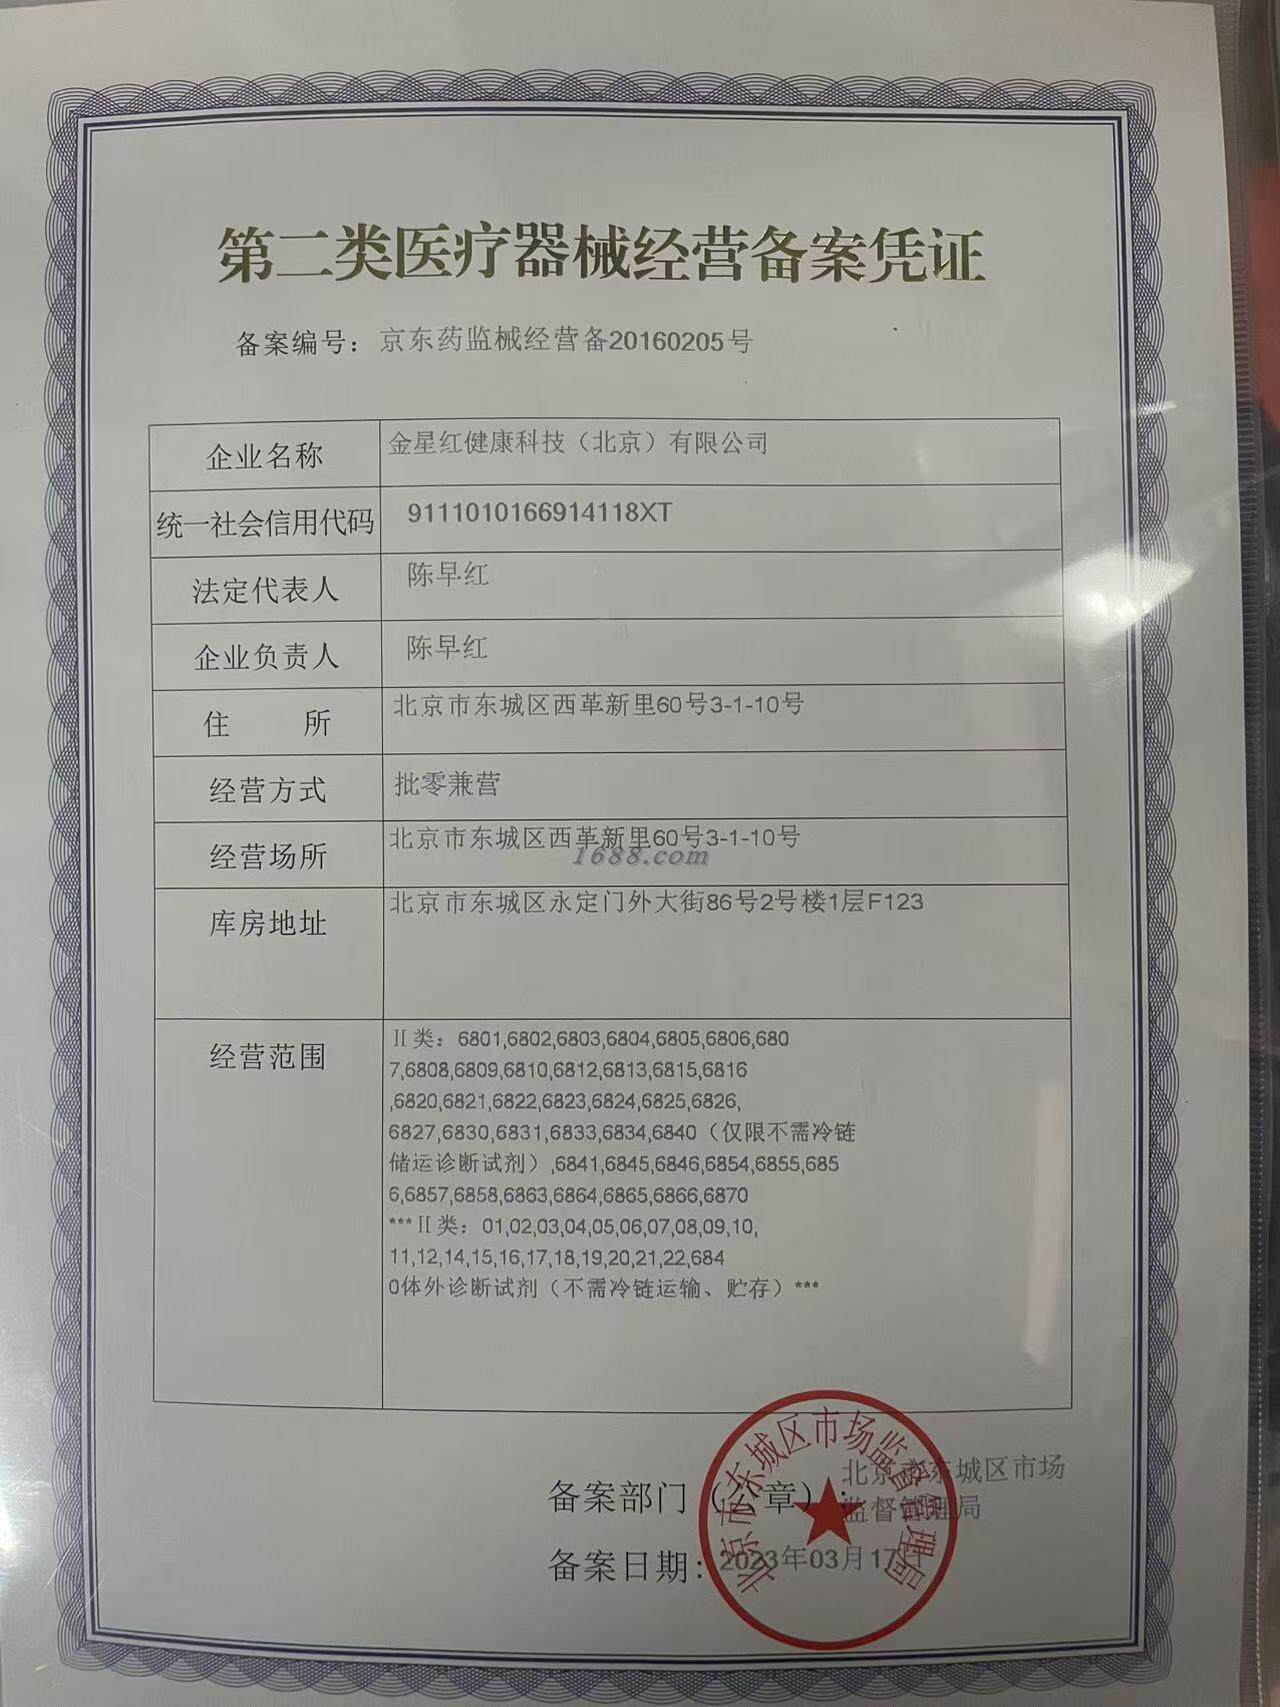 第二类医疗器械经营备案凭证
备案编号：京东药监械经营备20160205号
企业名称 金星红健康科技（北京）有限公司
统一社会信用代码 9111010166914118XT
法定代表人 陈早红
企业负责人 陈早红
住 所 北京市东城区西革新里60号3-1-10号
经营方式 批零兼营
经营场所 北京市东城区西革新里60号3-1-10号
1688.com
库房地址 北京市东城区永定门外大街86号2号楼1层F123
经营范围 Ⅱ类：6801,6802,6803,6804,6805,6806,680
7,6808,6809,6810,6812,6813,6815,6816
,6820,6821,6822,6823,6824,6825,6826,
6827,6830,6831,6833,6834,6840（仅限不需冷链
储运诊断试剂）,6841,6845,6846,6854,6855,685
6,6857,6858,6863,6864,6865,6866,6870
***Ⅱ类：01,02,03,04,05,06,07,08,09,10,
11,12,14,15,16,17,18,19,20,21,22,684
0体外诊断试剂（不需冷链运输、贮存）***
备案部门（公章）：北京市东城区市场
监督管理局
备案日期：2023年03月17日
北京市东城区市场监督管理局